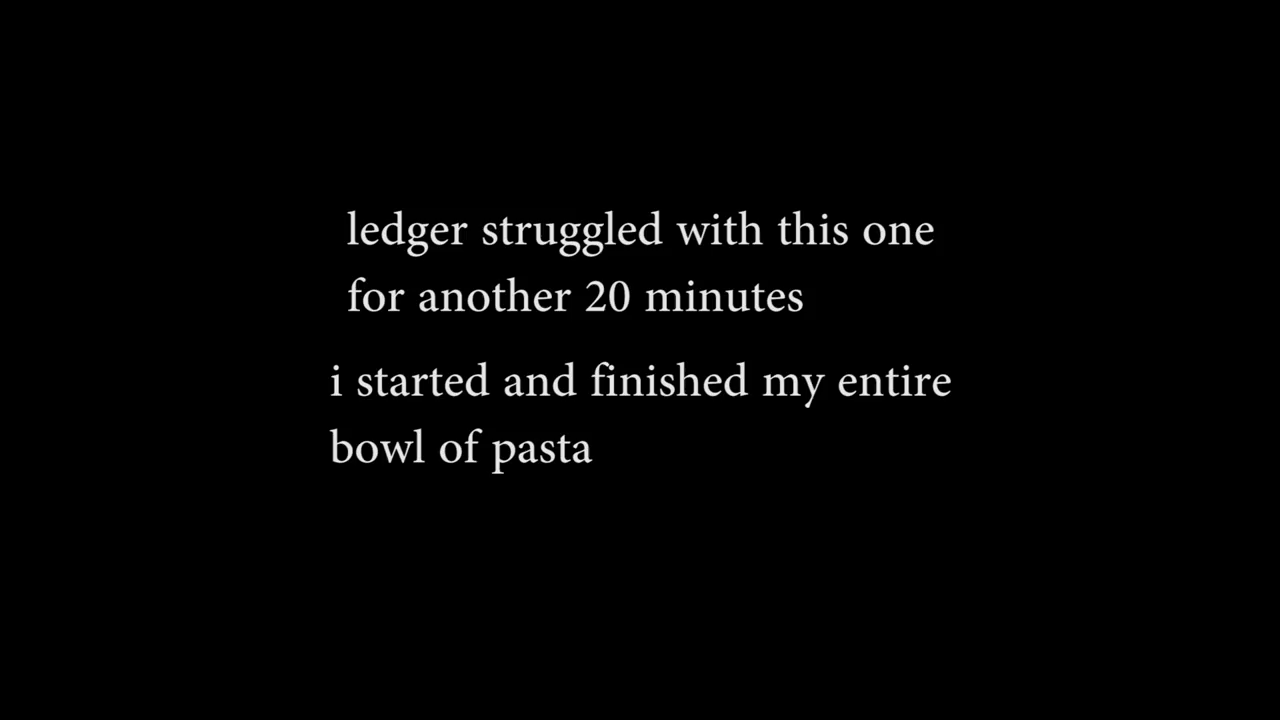 ledger struggled with this one
for another 20 minutes
i started and finished my entire
bowl of pasta